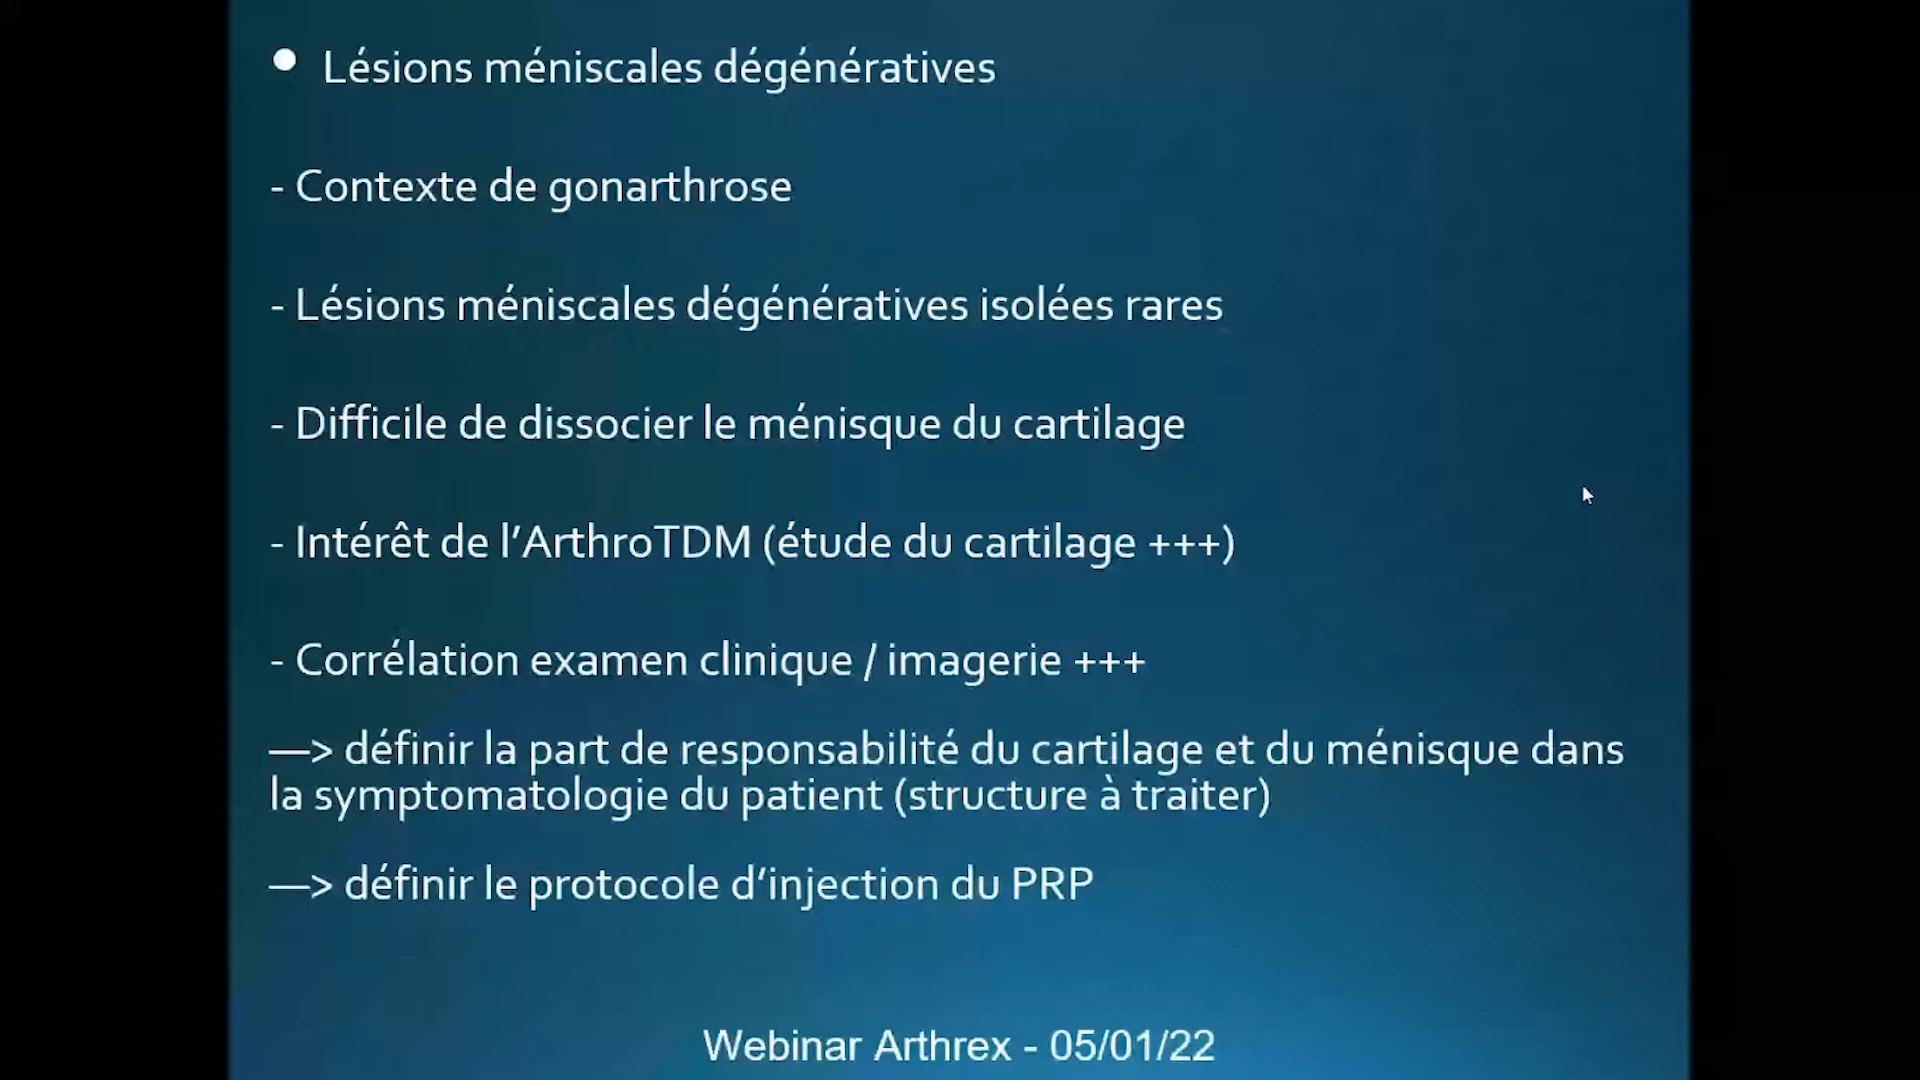 • Lésions méniscales dégénératives
- Contexte de gonarthrose
- Lésions méniscales dégénératives isolées rares
- Difficile de dissocier le ménisque du cartilage
- Intérêt de l’ArthroTDM (étude du cartilage +++)
- Corrélation examen clinique / imagerie +++
—> définir la part de responsabilité du cartilage et du ménisque dans
la symptomatologie du patient (structure à traiter)
—> définir le protocole d’injection du PRP
Webinar Arthrex - 05/01/22